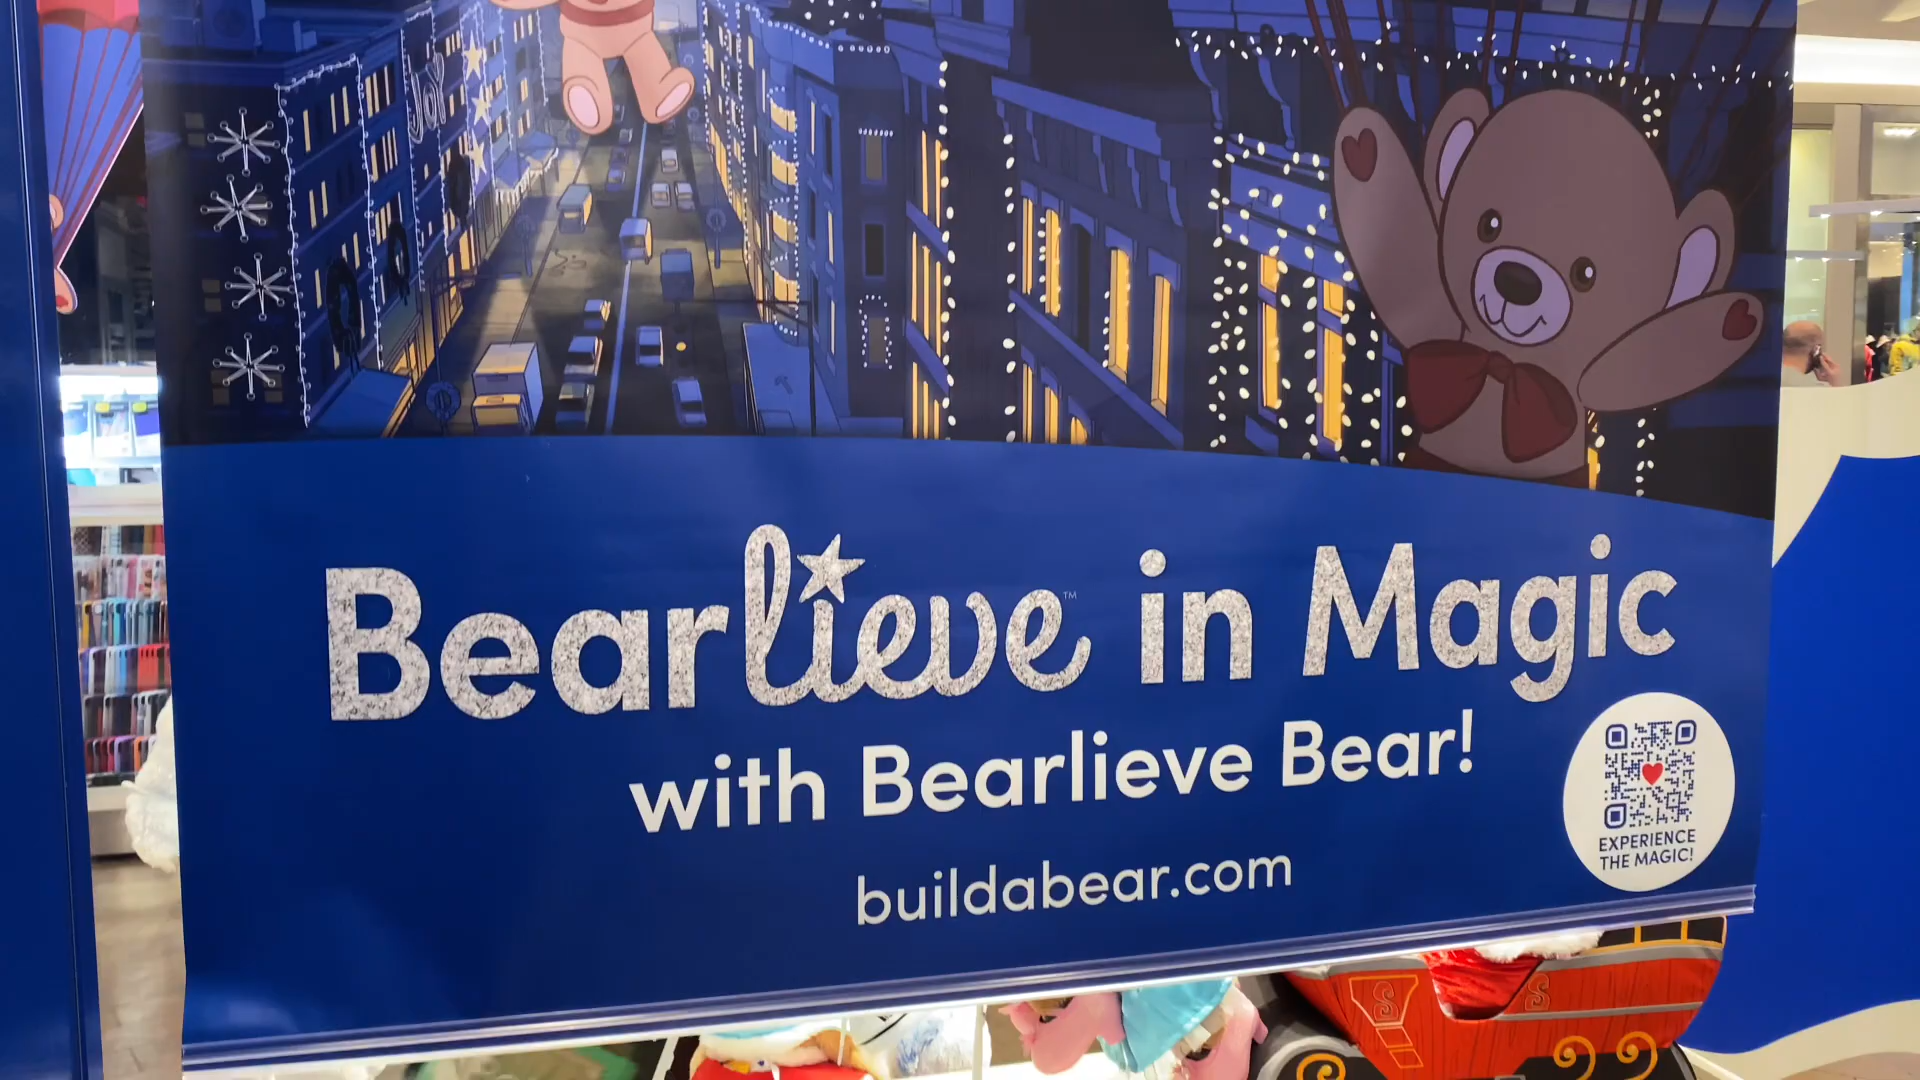 JOY
Bearlieve™ in Magic
with Bearlieve Bear!
buildabear.com
EXPERIENCE
THE MAGIC!
S
S